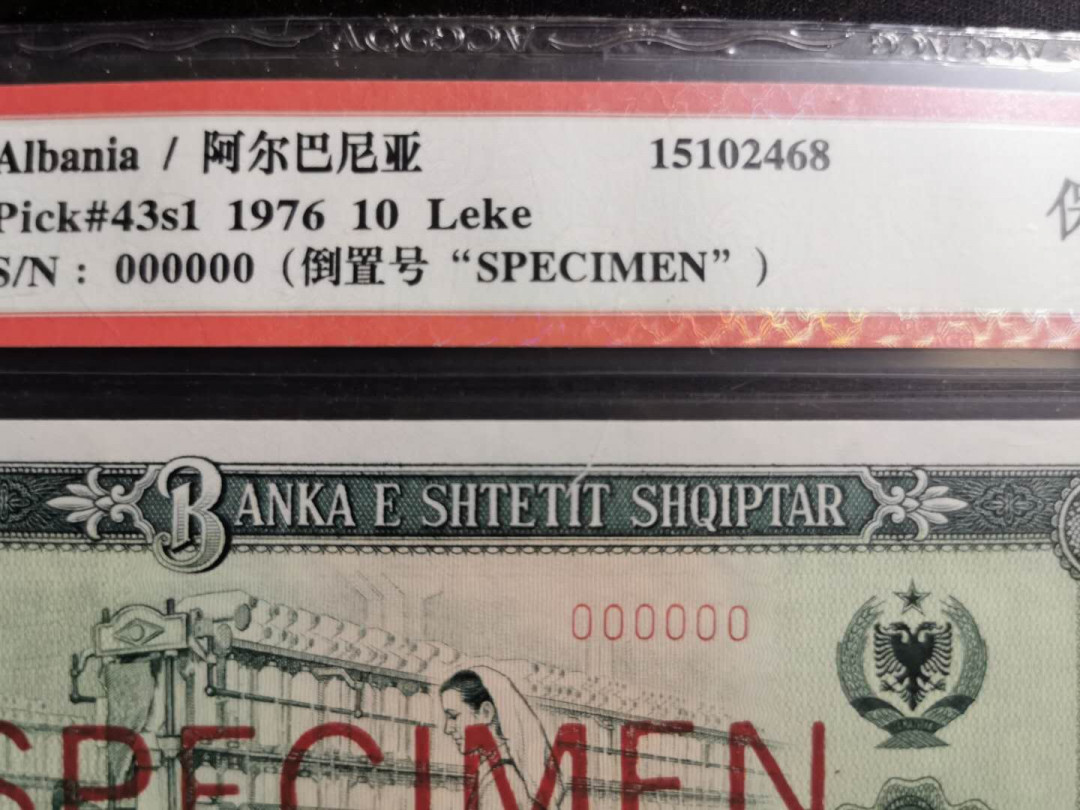 Albania / 阿尔巴尼亚 15102468
Pick#43s1 1976 10 Leke
S/N : 000000 (倒置号“SPECIMEN”)
BANKA E SHTETIT SHQIPTAR
000000
SPECIMEN